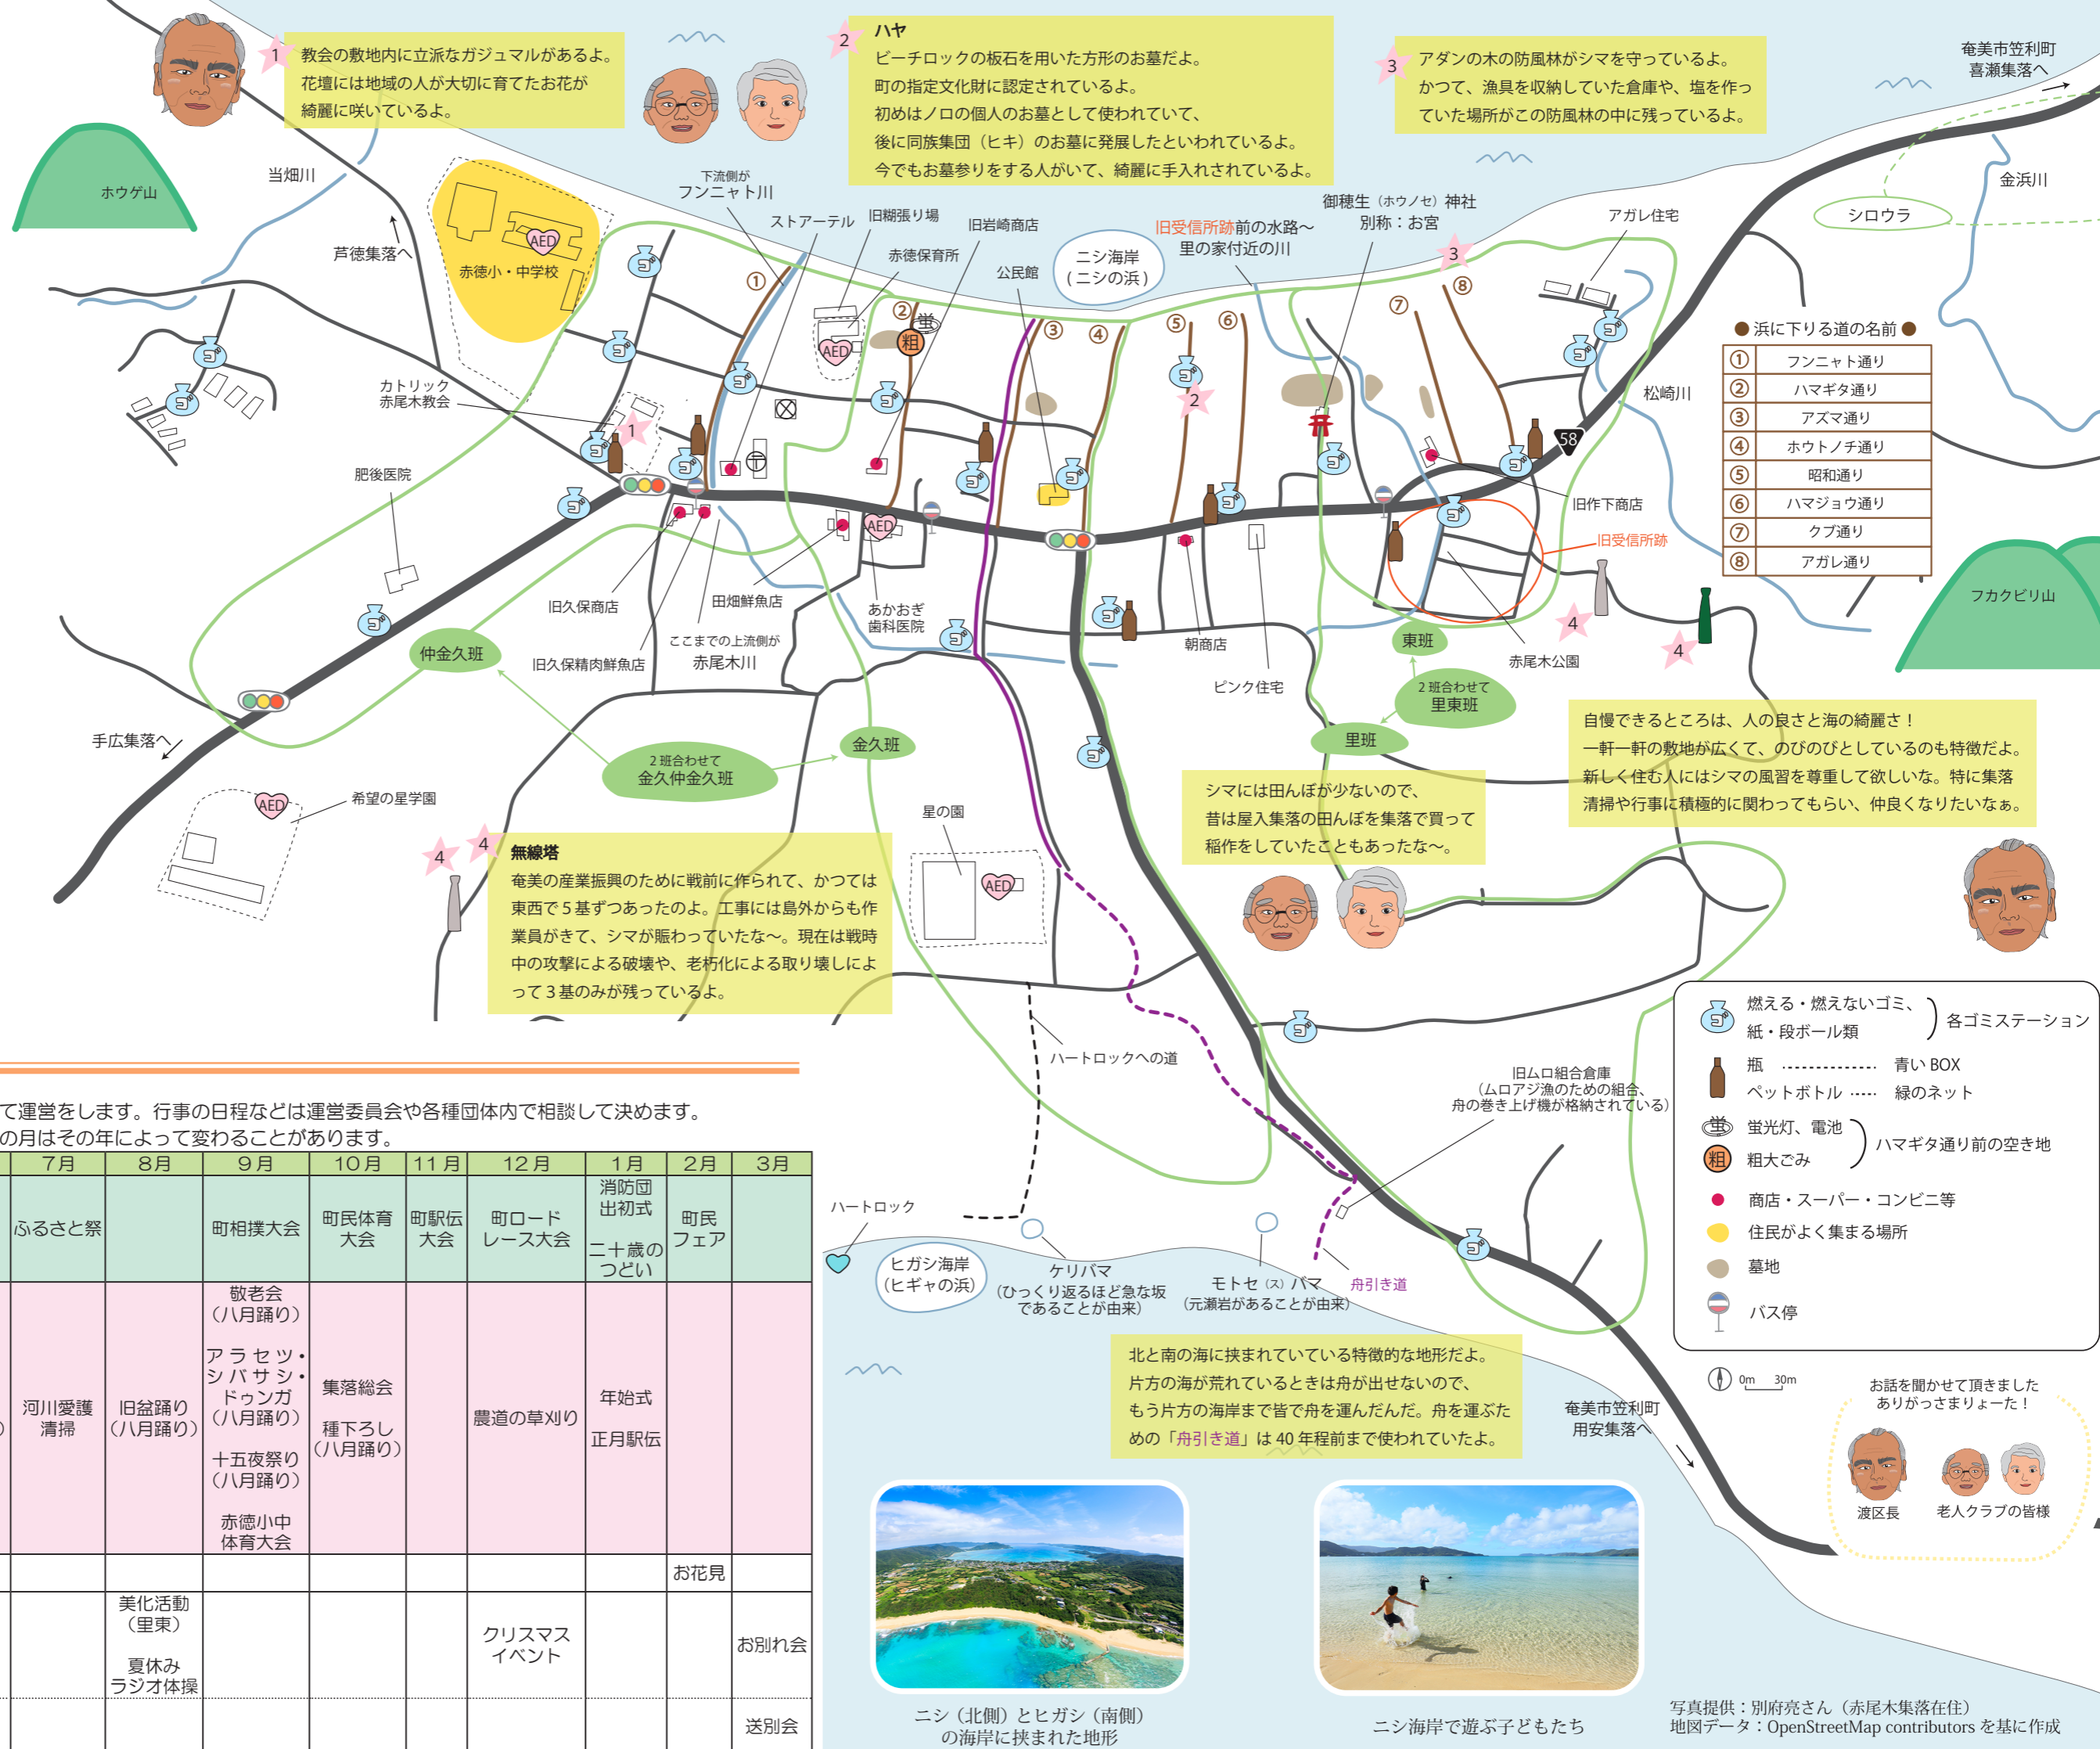 1
教会の敷地内に立派なガジュマルがあるよ。
花壇には地域の人が大切に育てたお花が
綺麗に咲いているよ。
2
ハヤ
ビーチロックの板石を用いた方形のお墓だよ。
町の指定文化財に認定されているよ。
初めはノロの個人のお墓として使われていて、
後に同族集団（ヒキ）のお墓に発展したといわれているよ。
今でもお墓参りをする人がいて、綺麗に手入れされているよ。
3
アダンの木の防風林がシマを守っているよ。
かつて、漁具を収納していた倉庫や、塩を作っ
ていた場所がこの防風林の中に残っているよ。
奄美市笠利町
喜瀬集落へ
ホウゲ山
当畑川
芦徳集落へ
AED
赤徳小・中学校
下流側が
フンニャト川
ストアーテル
旧糊張り場
赤徳保育所
旧岩崎商店
公民館
ニシ海岸
(ニシの浜)
旧受信所跡前の水路～
里の家付近の川
御穂生（ホウノセ）神社
別称：お宮
3
アガレ住宅
シロウラ
金浜川
①
②
③
④
⑤
⑥
⑦
⑧
蛍
粗
AED
● 浜に下りる道の名前 ●
① フンニャト通り
② ハマギタ通り
③ アズマ通り
④ ホウトノチ通り
⑤ 昭和通り
⑥ ハマジョウ通り
⑦ クブ通り
⑧ アガレ通り
カトリック
赤尾木教会
1
2
松崎川
58
肥後医院
旧作下商店
旧受信所跡
旧久保商店
田畑鮮魚店
AED
あかおぎ
歯科医院
旧久保精肉鮮魚店
ここまでの上流側が
赤尾木川
朝商店
ピンク住宅
赤尾木公園
4
4
フカクビリ山
仲金久班
東班
2班合わせて
里東班
里班
金久班
2班合わせて
金久仲金久班
手広集落へ
AED
希望の星学園
星の園
AED
自慢できるところは、人の良さと海の綺麗さ！
一軒一軒の敷地が広くて、のびのびとしているのも特徴だよ。
新しく住む人にはシマの風習を尊重して欲しいな。特に集落
清掃や行事に積極的に関わってもらい、仲良くなりたいなぁ。
シマには田んぼが少ないので、
昔は屋入集落の田んぼを集落で買って
稲作をしていたこともあったな～。
4
4
無線塔
奄美の産業振興のために戦前に作られて、かつては
東西で5基ずつあったのよ。工事には島外からも作
業員がきて、シマが賑わっていたな～。現在は戦時
中の攻撃による破壊や、老朽化による取り壊しによ
って3基のみが残っているよ。
ハートロックへの道
旧ムロ組合倉庫
（ムロアジ漁のための組合、
舟の巻き上げ機が格納されている）
燃える・燃えないゴミ、
紙・段ボール類
各ゴミステーション
瓶 青いBOX
ペットボトル 緑のネット
蛍 蛍光灯、電池
粗 粗大ごみ
ハマギタ通り前の空き地
商店・スーパー・コンビニ等
住民がよく集まる場所
墓地
バス停
0m 30m
て運営をします。行事の日程などは運営委員会や各種団体内で相談して決めます。
の月はその年によって変わることがあります。
7月 8月 9月 10月 11月 12月 1月 2月 3月
ふるさと祭
町相撲大会
町民体育
大会
町駅伝
大会
町ロード
レース大会
消防団
出初式
二十歳の
つどい
町民
フェア
）
河川愛護
清掃
旧盆踊り
（八月踊り）
敬老会
（八月踊り）
アラセツ・
シバサシ・
ドゥンガ
（八月踊り）
十五夜祭り
（八月踊り）
赤徳小中
体育大会
集落総会
種下ろし
（八月踊り）
農道の草刈り
年始式
正月駅伝
お花見
美化活動
（里東）
夏休み
ラジオ体操
クリスマス
イベント
お別れ会
送別会
ハートロック
ヒガシ海岸
（ヒギャの浜）
ケリバマ
（ひっくり返るほど急な坂
であることが由来）
モトセ（ス）バマ
（元瀬岩があることが由来）
舟引き道
北と南の海に挟まれていている特徴的な地形だよ。
片方の海が荒れているときは舟が出せないので、
もう片方の海岸まで皆で舟を運んだんだ。舟を運ぶた
めの「舟引き道」は40年程前まで使われていたよ。
奄美市笠利町
用安集落へ
お話を聞かせて頂きました
ありがっさまりょーた！
渡区長
老人クラブの皆様
ニシ（北側）とヒガシ（南側）
の海岸に挟まれた地形
ニシ海岸で遊ぶ子どもたち
写真提供：別府亮さん（赤尾木集落在住）
地図データ：OpenStreetMap contributors を基に作成